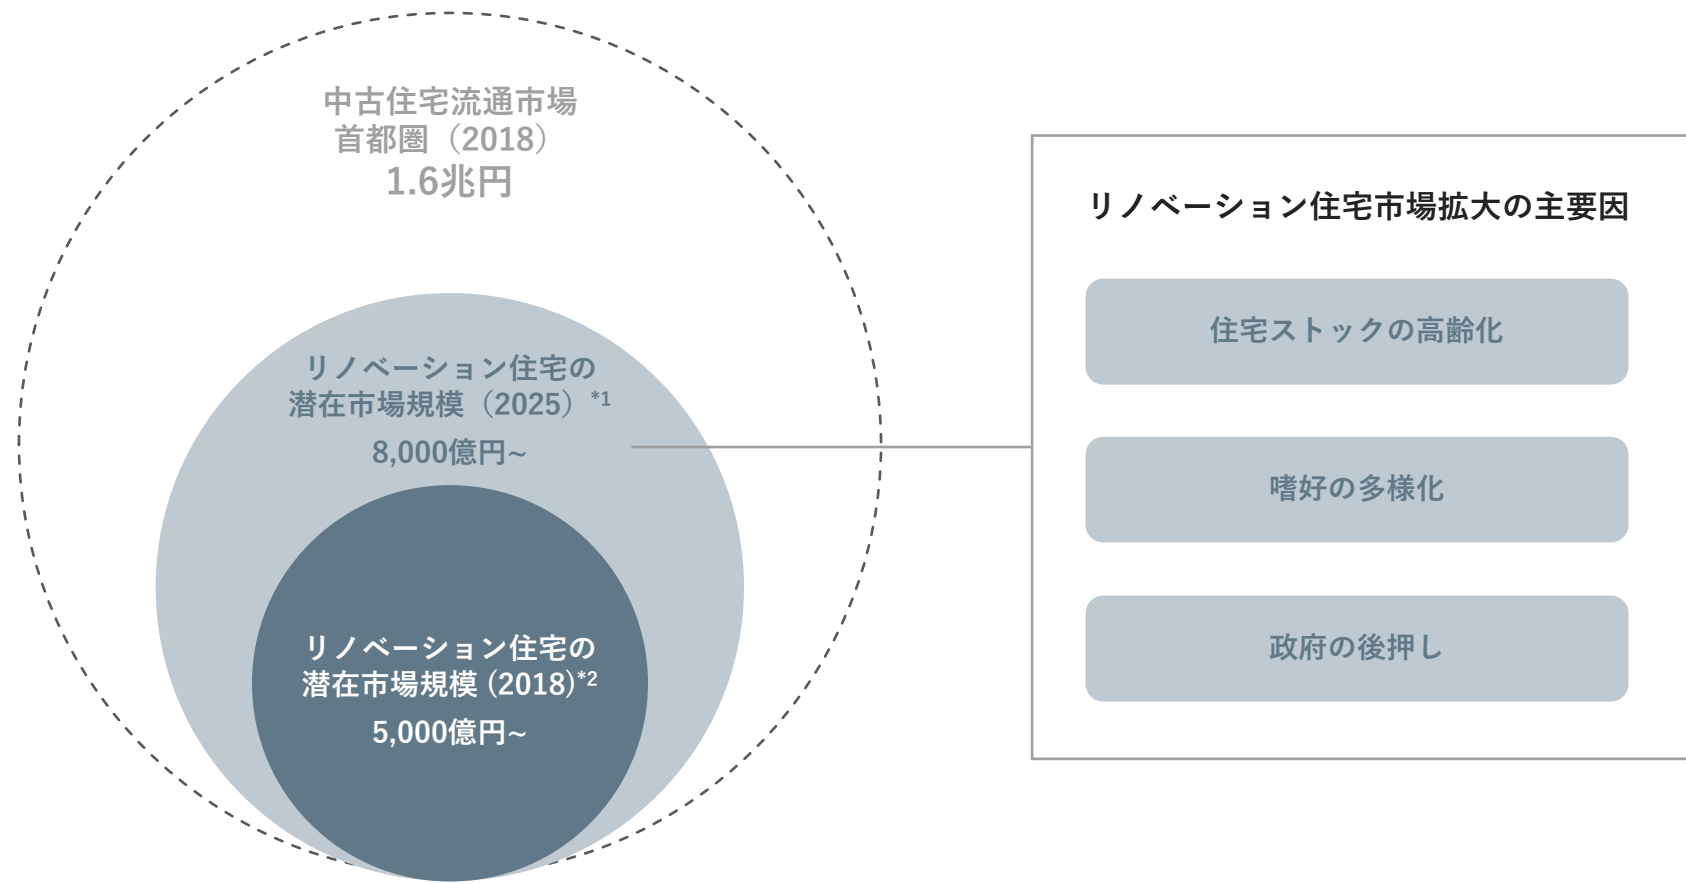 中古住宅流通市場
首都圏（2018）
1.6兆円
リノベーション住宅の
潜在市場規模（2025）*1
8,000億円~
リノベーション住宅の
潜在市場規模 (2018)*2
5,000億円~
リノベーション住宅市場拡大の主要因
住宅ストックの高齢化
嗜好の多様化
政府の後押し